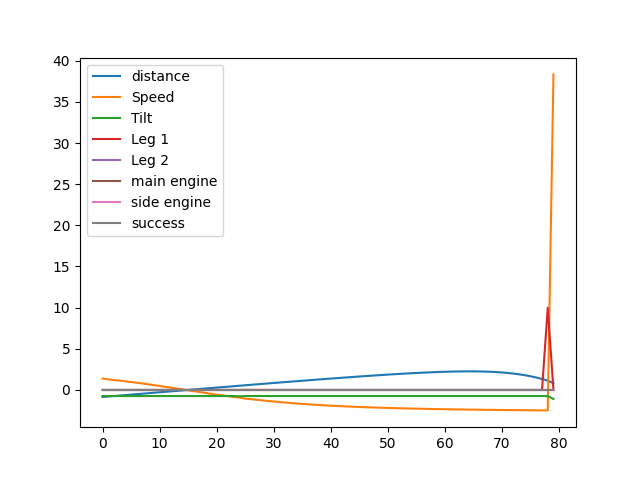 40
35
30
25
20
15
10
5
0
distance
Speed
Tilt
Leg 1
Leg 2
main engine
side engine
success
0 10 20 30 40 50 60 70 80